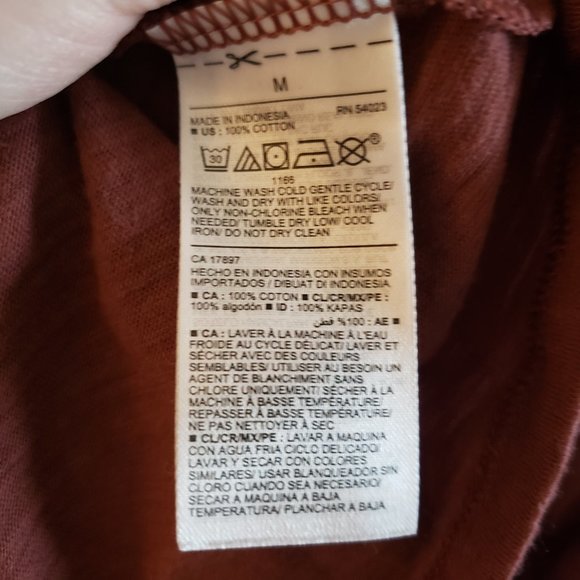 M
MADE IN INDONESIA RN 54023
■ US : 100% COTTON
30
1166
MACHINE WASH COLD GENTLE CYCLE/
WASH AND DRY WITH LIKE COLORS/
ONLY NON-CHLORINE BLEACH WHEN
NEEDED/ TUMBLE DRY LOW/ COOL
IRON/ DO NOT DRY CLEAN
CA 17897
HECHO EN INDONESIA CON INSUMOS
IMPORTADOS / DIBUAT DI INDONESIA
■ CA : 100% COTON ■ CL/CR/MX/PE :
100% algodón ■ ID : 100% KAPAS
■ AE : 100% قطن
■ CA : LAVER À LA MACHINE À L'EAU
FROIDE AU CYCLE DÉLICAT/ LAVER ET
SÉCHER AVEC DES COULEURS
SEMBLABLES/ UTILISER AU BESOIN UN
AGENT DE BLANCHIMENT SANS
CHLORE UNIQUEMENT/ SÉCHER À LA
MACHINE À BASSE TEMPÉRATURE/
REPASSER À BASSE TEMPÉRATURE/
NE PAS NETTOYER À SEC
■ CL/CR/MX/PE : LAVAR A MAQUINA
CON AGUA FRIA CICLO DELICADO/
LAVAR Y SECAR CON COLORES
SIMILARES/ USAR BLANQUEADOR SIN
CLORO CUANDO SEA NECESARIO/
SECAR A MAQUINA A BAJA
TEMPERATURA/ PLANCHAR A BAJA